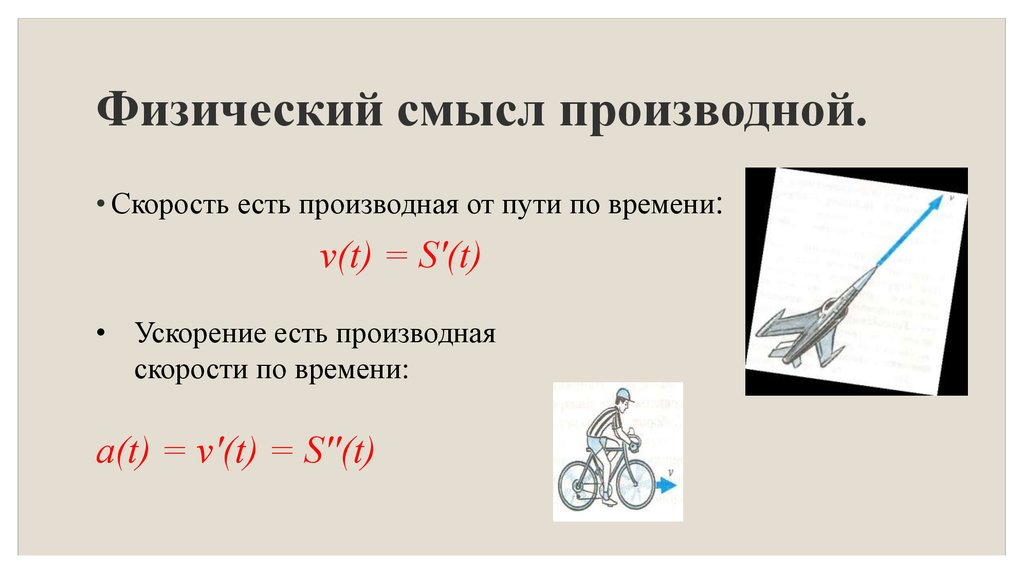 Физический смысл производной.
• Скорость есть производная от пути по времени:
v(t) = S'(t)
• Ускорение есть производная
скорости по времени:
a(t) = v'(t) = S''(t)
v
v